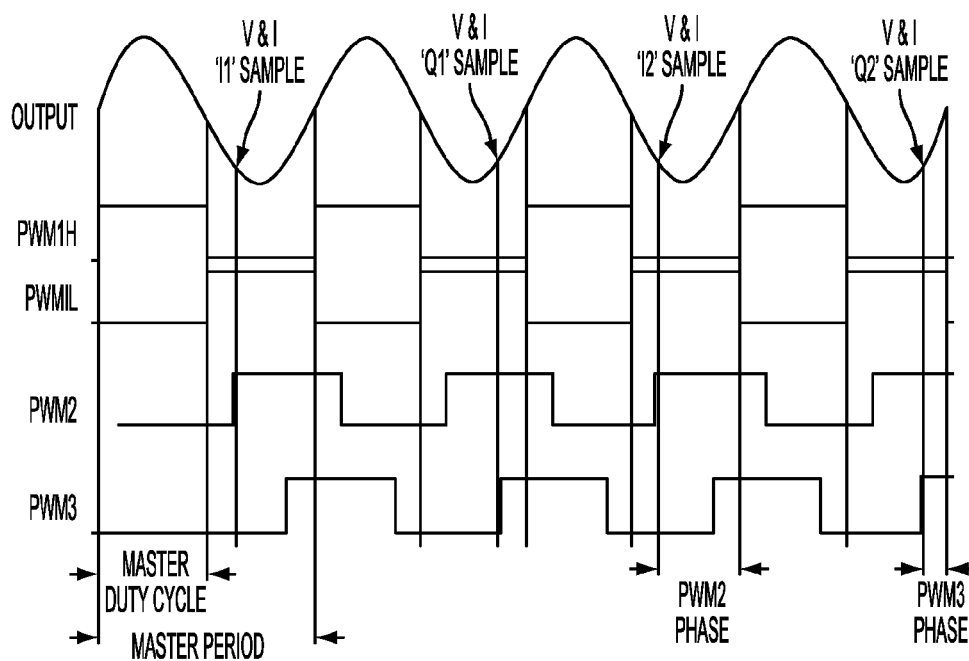 V & I
'I1' SAMPLE
V & I
'Q1' SAMPLE
V & I
'I2' SAMPLE
V & I
'Q2' SAMPLE
OUTPUT
PWM1H
PWMIL
PWM2
PWM3
MASTER
DUTY CYCLE
MASTER PERIOD
PWM2
PHASE
PWM3
PHASE